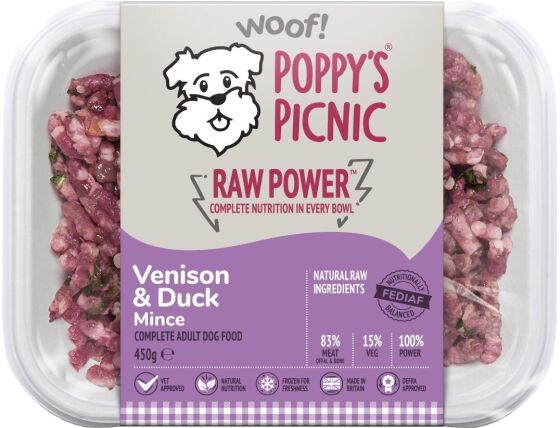 woof!
POPPY'S®
PICNIC
RAW POWER™
COMPLETE NUTRITION IN EVERY BOWL
Venison
& Duck
Mince
COMPLETE ADULT DOG FOOD
450g ℮
NATURAL RAW
INGREDIENTS
NUTRITIONALLY
FEDIAF
BALANCED
83%
MEAT
OFFAL & BONE
15%
VEG
100%
POWER
VET
APPROVED
NATURAL
NUTRITION
FROZEN FOR
FRESHNESS
MADE IN
BRITAIN
DEFRA
APPROVED